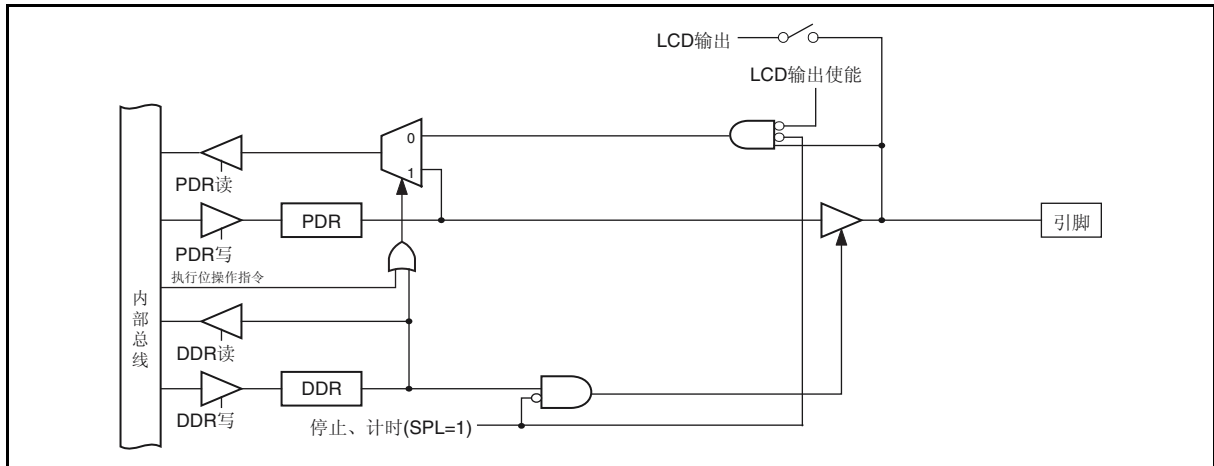 LCD输出
LCD输出使能
0
1
PDR读
PDR
PDR写
引脚
执行位操作指令
内部总线
DDR读
DDR
DDR写
停止、计时(SPL=1)